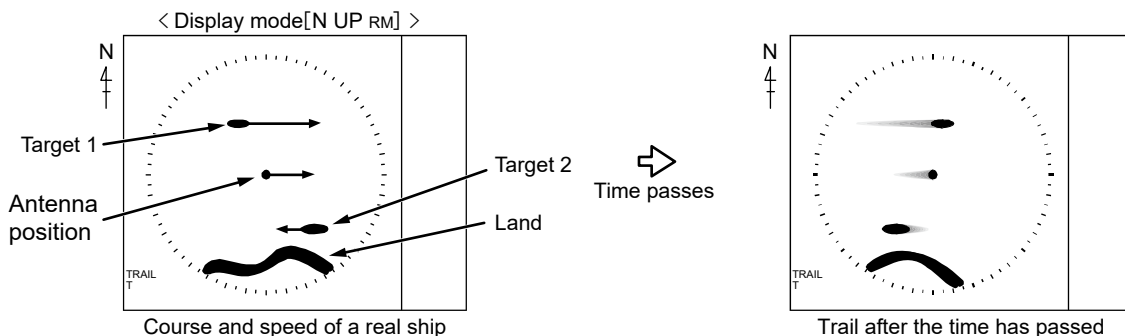 < Display mode[N UP RM] >
N
Target 1
Antenna
position
Target 2
Land
TRAIL
T
Course and speed of a real ship
Time passes
N
TRAIL
T
Trail after the time has passed